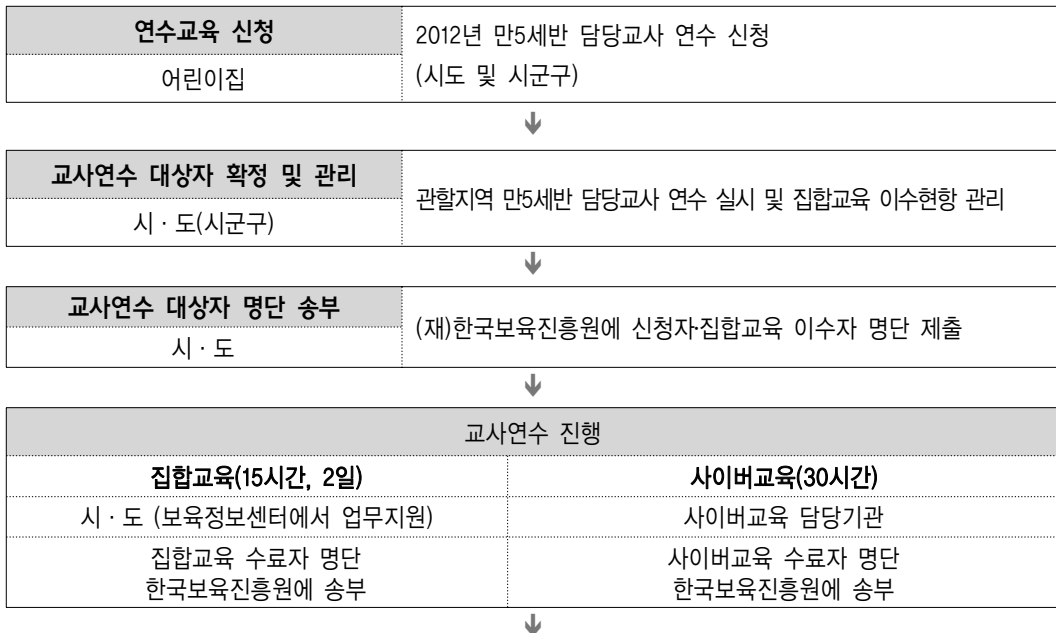 연수교육 신청
어린이집
2012년 만5세반 담당교사 연수 신청
(시도 및 시군구)
교사연수 대상자 확정 및 관리
시·도(시군구)
관할지역 만5세반 담당교사 연수 실시 및 집합교육 이수현항 관리
교사연수 대상자 명단 송부
시·도
(재)한국보육진흥원에 신청자·집합교육 이수자 명단 제출
교사연수 진행
집합교육(15시간, 2일)
사이버교육(30시간)
시·도 (보육정보센터에서 업무지원)
사이버교육 담당기관
집합교육 수료자 명단
한국보육진흥원에 송부
사이버교육 수료자 명단
한국보육진흥원에 송부